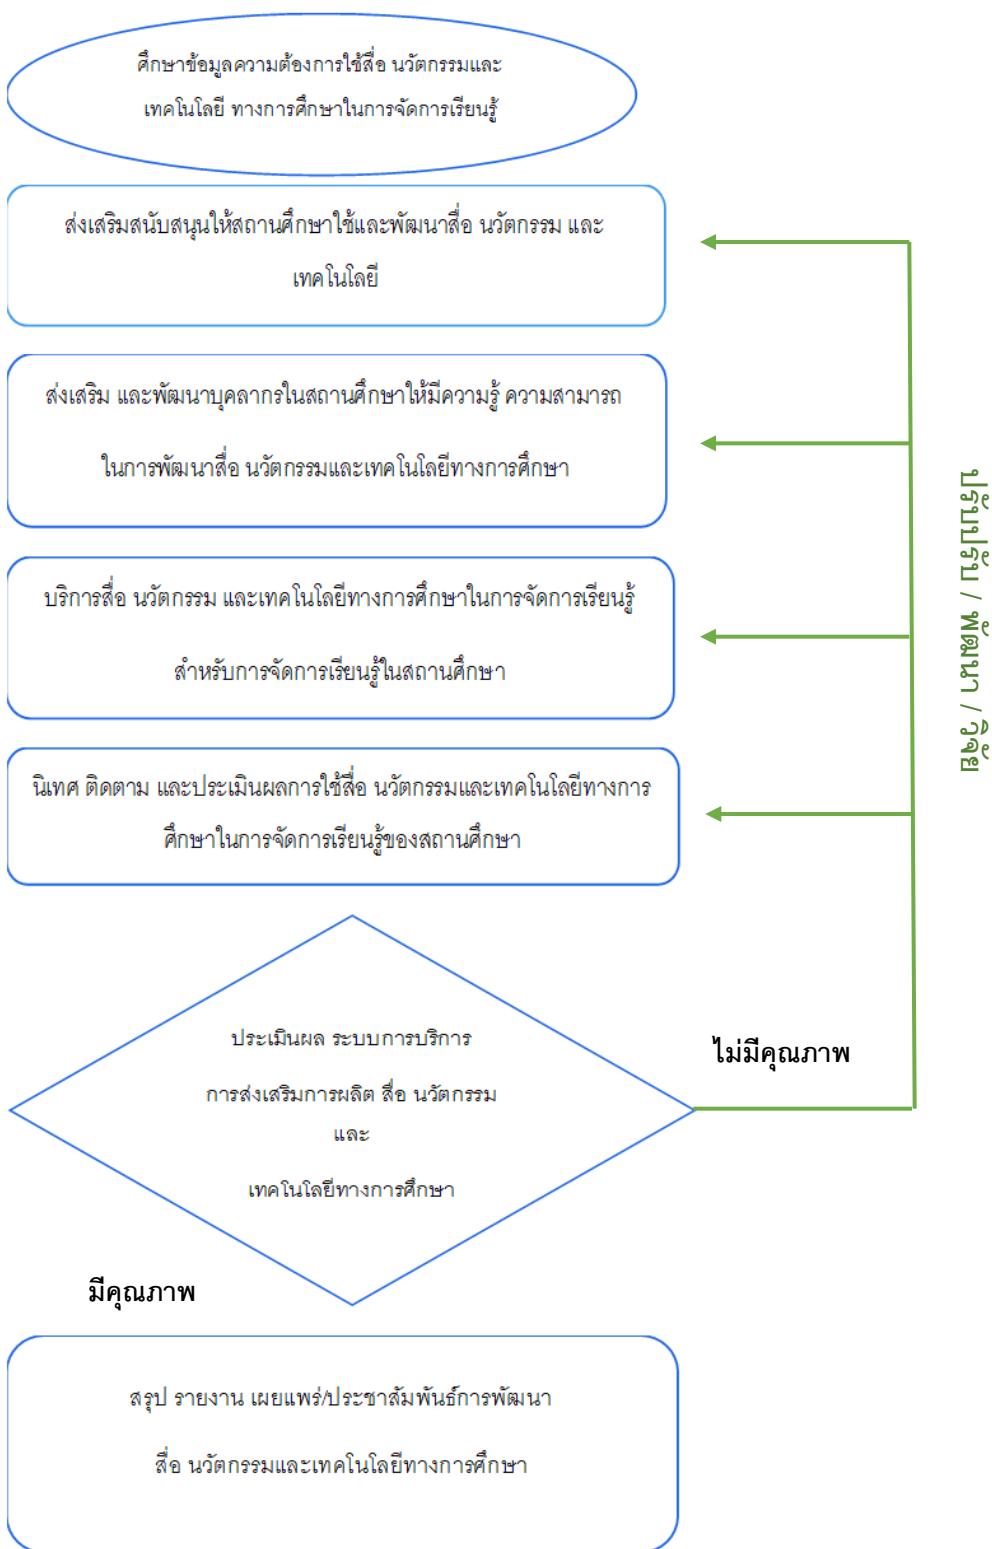 ศึกษาข้อมูลความต้องการใช้สื่อ นวัตกรรมและ
เทคโนโลยี ทางการศึกษาในการจัดการเรียนรู้
ส่งเสริมสนับสนุนให้สถานศึกษาใช้และพัฒนาสื่อ นวัตกรรม และ
เทคโนโลยี
ส่งเสริม และพัฒนาบุคลากรในสถานศึกษาให้มีความรู้ ความสามารถ
ในการพัฒนาสื่อ นวัตกรรมและเทคโนโลยีทางการศึกษา
บริการสื่อ นวัตกรรม และเทคโนโลยีทางการศึกษาในการจัดการเรียนรู้
สำหรับการจัดการเรียนรู้ในสถานศึกษา
นิเทศ ติดตาม และประเมินผลการใช้สื่อ นวัตกรรมและเทคโนโลยีทางการ
ศึกษาในการจัดการเรียนรู้ของสถานศึกษา
ปรับปรับ / พัฒนา / วิจัย
ประเมินผล ระบบการบริการ
การส่งเสริมการผลิต สื่อ นวัตกรรม
และ
เทคโนโลยีทางการศึกษา
ไม่มีคุณภาพ
มีคุณภาพ
สรุป รายงาน เผยแพร่/ประชาสัมพันธ์การพัฒนา
สื่อ นวัตกรรมและเทคโนโลยีทางการศึกษา